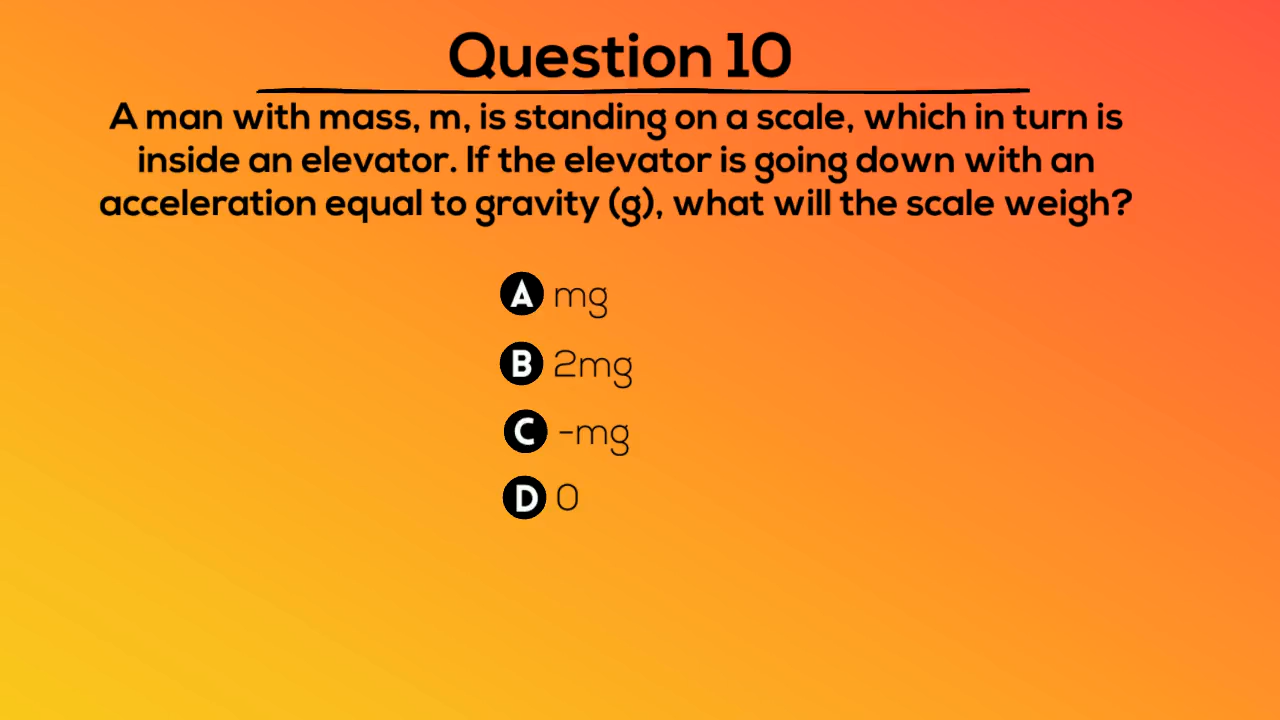 Question 10
A man with mass, m, is standing on a scale, which in turn is
inside an elevator. If the elevator is going down with an
acceleration equal to gravity (g), what will the scale weigh?
A mg
B 2mg
C -mg
D 0